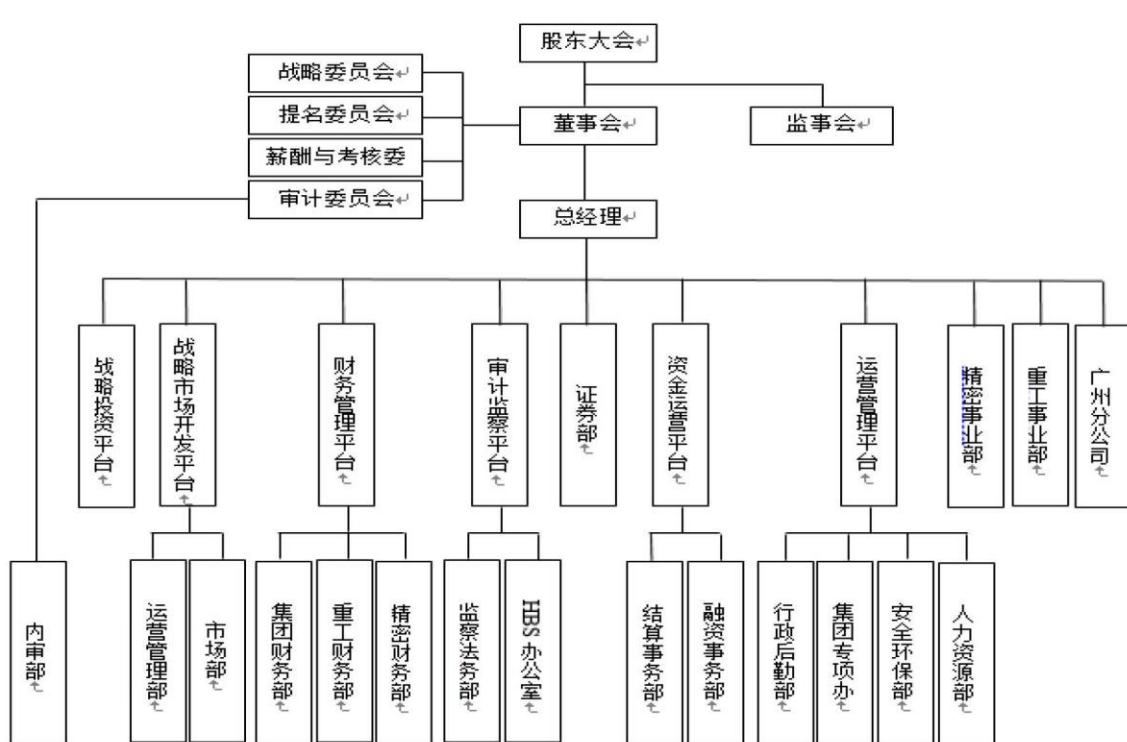 股东大会
战略委员会
提名委员会
董事会
监事会
薪酬与考核委
审计委员会
总经理
战略投资平台
战略市场开发平台
财务管理平台
审计监察平台
证券部
资金运营平台
运营管理平台
精密事业部
重工事业部
广州分公司
内审部
运营管理部
市场部
集团财务部
重工财务部
精密财务部
监察法务部
HBS 办公室
结算事务部
融资事务部
行政后勤部
集团专项办
安全环保部
人力资源部